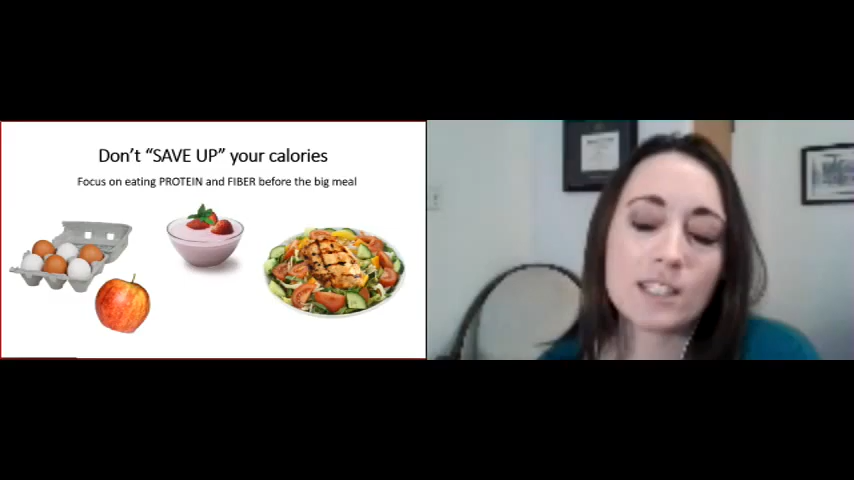 Don't “SAVE UP” your calories
Focus on eating PROTEIN and FIBER before the big meal